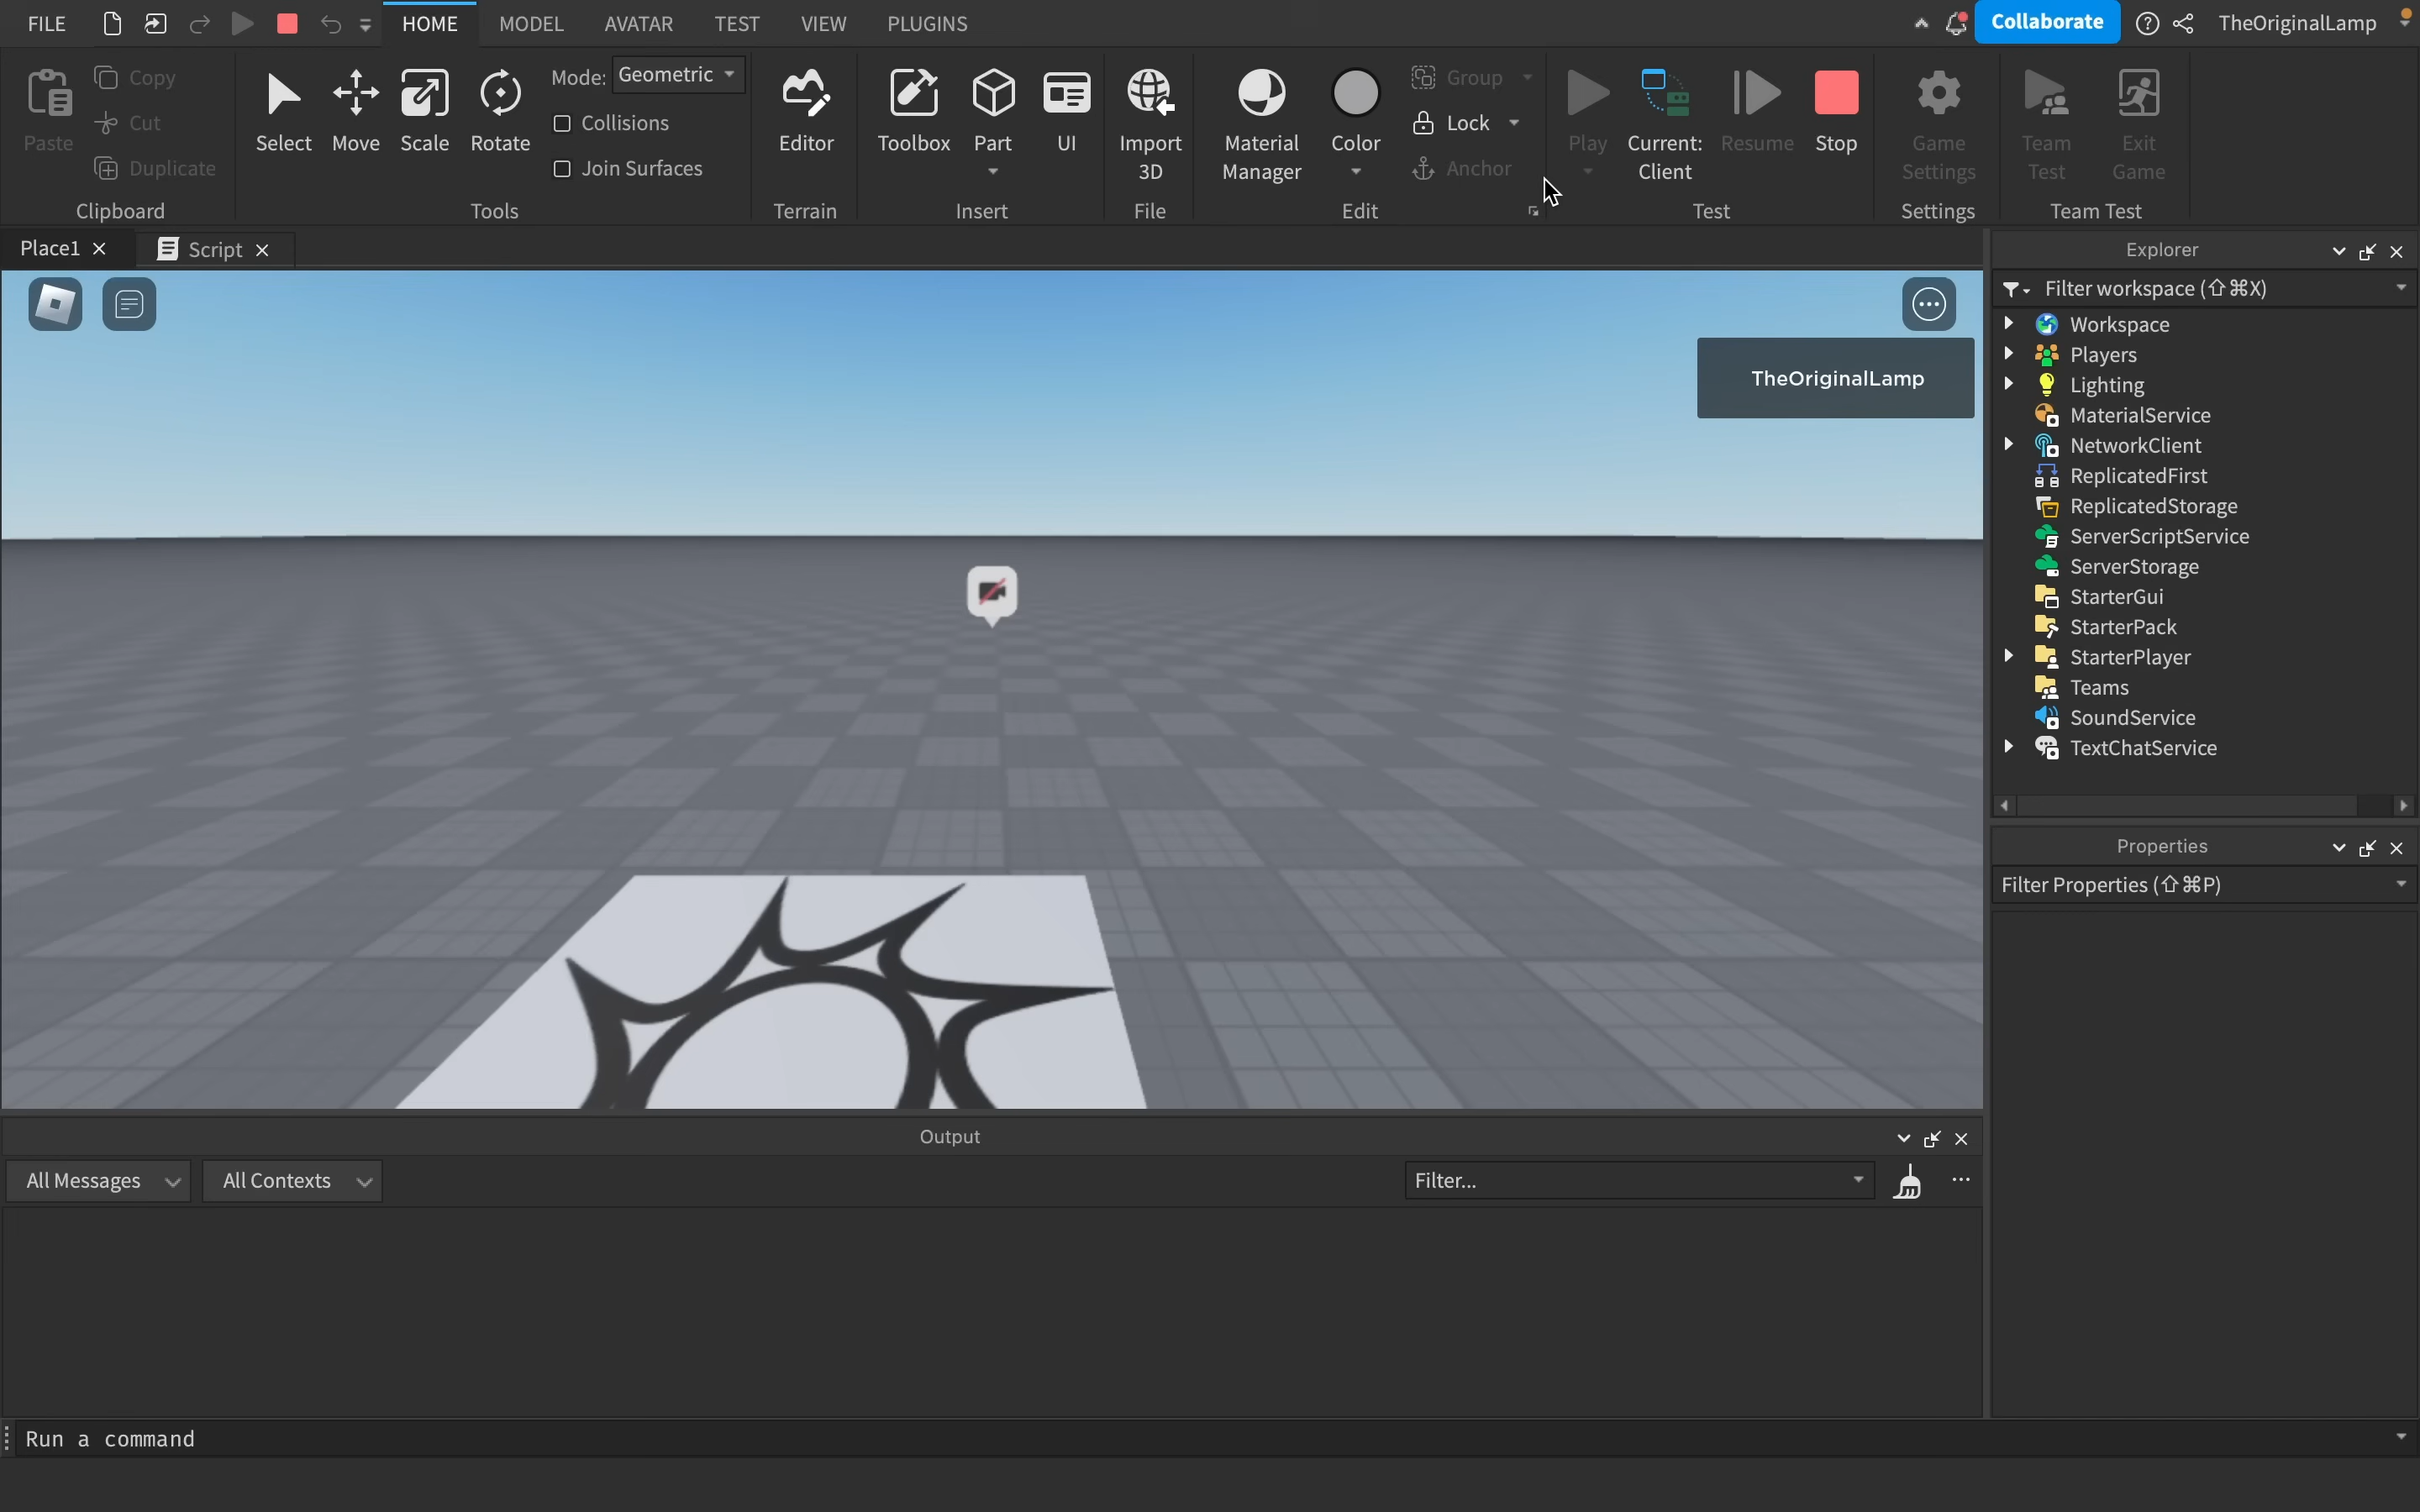 FILE HOME MODEL AVATAR TEST VIEW PLUGINS Collaborate TheOriginalLamp
Paste Copy Cut Duplicate
Clipboard
Select Move Scale Rotate
Mode: Geometric
Collisions
Join Surfaces
Tools
Editor
Terrain
Toolbox Part UI
Insert
Import
3D
File
Material
Manager
Color
Group
Lock
Anchor
Edit
Play
Current:
Client
Resume Stop
Test
Game
Settings
Settings
Team
Test
Exit
Game
Team Test
Place1 Script
TheOriginalLamp
Explorer
Filter workspace (⇧⌘X)
Workspace
Players
Lighting
MaterialService
NetworkClient
ReplicatedFirst
ReplicatedStorage
ServerScriptService
ServerStorage
StarterGui
StarterPack
StarterPlayer
Teams
SoundService
TextChatService
Properties
Filter Properties (⇧⌘P)
Output
All Messages All Contexts Filter...
Run a command